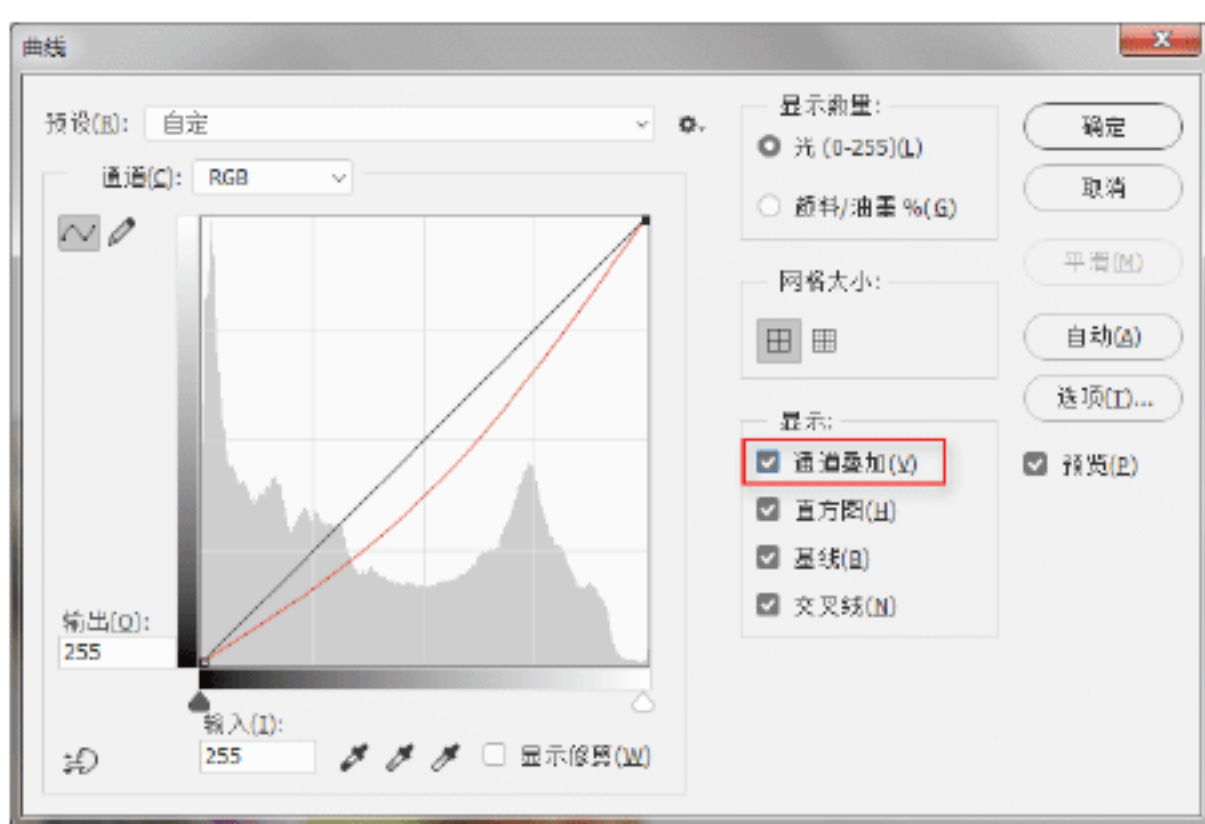 曲线
预设(R): 自定
通道(C): RGB
输出(O):
255
输入(I):
255
显示修剪(W)
显示数量:
光 (0-255)(L)
颜料/油墨 %(G)
网格大小:
显示:
通道叠加(V)
直方图(H)
基线(B)
交叉线(N)
确定
取消
平滑(M)
自动(A)
选项(T)...
预览(P)